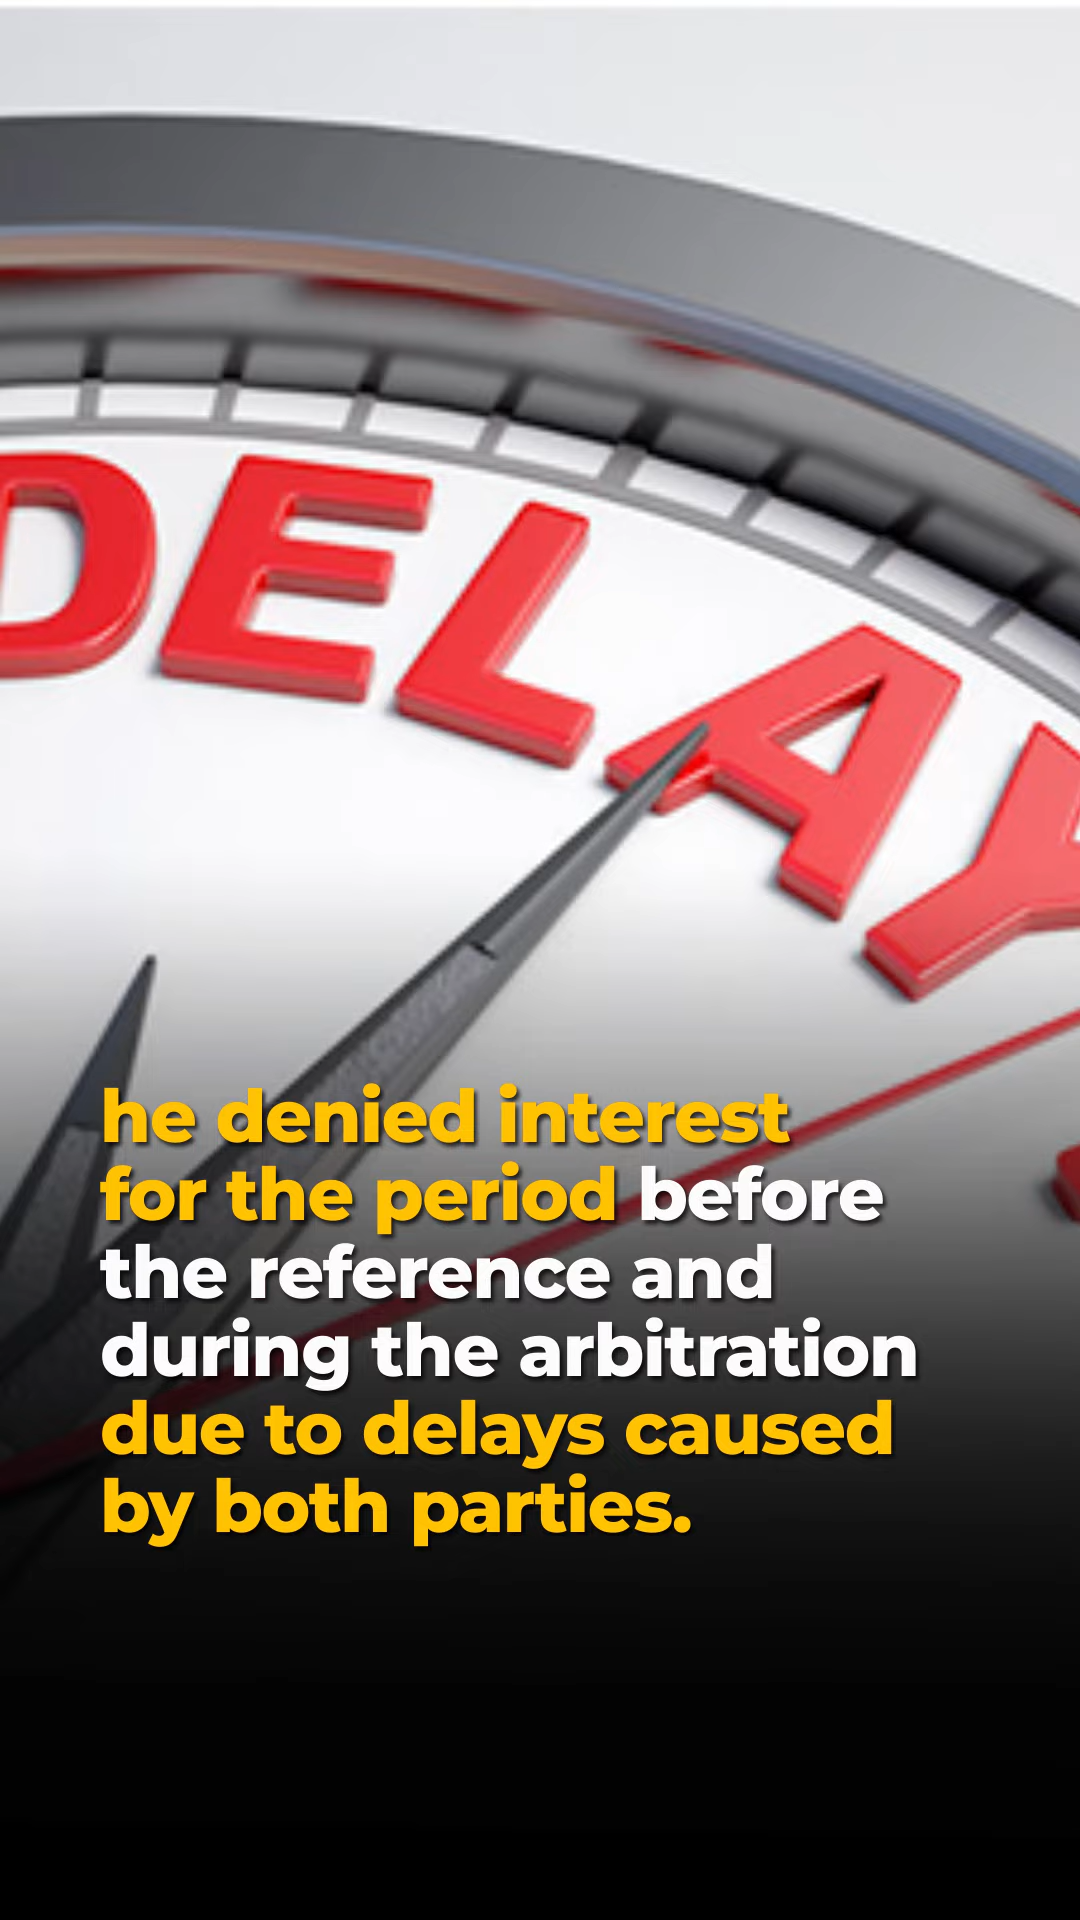 DELAY
he denied interest
for the period before
the reference and
during the arbitration
due to delays caused
by both parties.